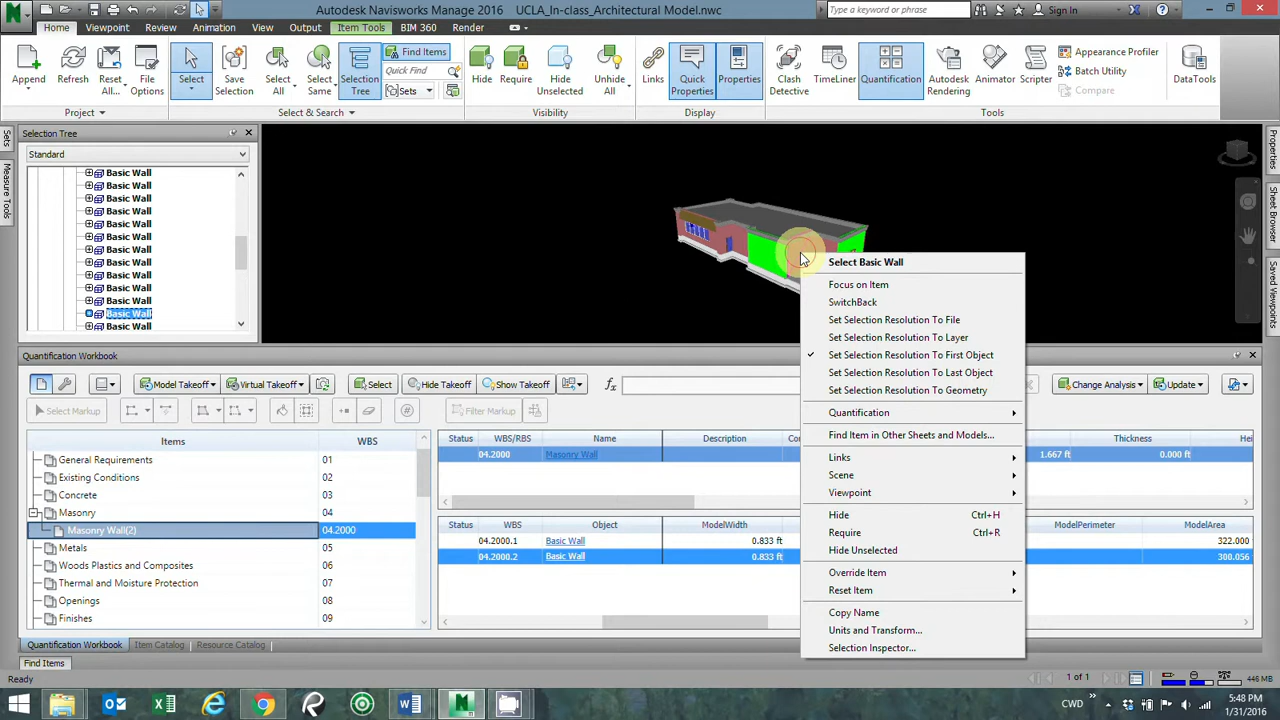 Autodesk Navisworks Manage 2016 UCLA_In-class_Architectural Model.nwc
Type a keyword or phrase
Sign In
Home Viewpoint Review Animation View Output Item Tools BIM 360 Render
Append
Refresh
Reset All...
File Options
Select
Save Selection
Select All
Select Same
Selection Tree
Find Items
Quick Find
Sets
Hide
Require
Hide Unselected
Unhide All
Links
Quick Properties
Properties
Clash Detective
TimeLiner
Quantification
Autodesk Rendering
Animator
Scripter
Appearance Profiler
Batch Utility
Compare
DataTools
Project Select & Search Visibility Display Tools
Sets
Measure Tools
Selection Tree
Standard
Basic Wall
Basic Wall
Basic Wall
Basic Wall
Basic Wall
Basic Wall
Basic Wall
Basic Wall
Basic Wall
Basic Wall
Basic Wall
Basic Wall
Basic Wall
Properties
Sheet Browser
Saved Viewpoints
Select Basic Wall
Focus on Item
SwitchBack
Set Selection Resolution To File
Set Selection Resolution To Layer
Set Selection Resolution To First Object
Set Selection Resolution To Last Object
Set Selection Resolution To Geometry
Quantification
Find Item in Other Sheets and Models...
Links
Scene
Viewpoint
Hide Ctrl+H
Require Ctrl+R
Hide Unselected
Override Item
Reset Item
Copy Name
Units and Transform...
Selection Inspector...
Quantification Workbook
Model Takeoff Virtual Takeoff Select Hide Takeoff Show Takeoff Change Analysis Update
Select Markup Filter Markup
Items WBS
General Requirements 01
Existing Conditions 02
Concrete 03
Masonry 04
Masonry Wall(2) 04.2000
Metals 05
Woods Plastics and Composites 06
Thermal and Moisture Protection 07
Openings 08
Finishes 09
Status WBS/RBS Name Description Thickness
04.2000 Masonry Wall 1.667 ft 0.000 ft
Status WBS Object ModelWidth ModelPerimeter ModelArea
04.2000.1 Basic Wall 0.833 ft 322.000
04.2000.2 Basic Wall 0.833 ft 300.056
Quantification Workbook Item Catalog Resource Catalog
Find Items
Ready
1 of 1
446 MB
CWD
5:48 PM
1/31/2016